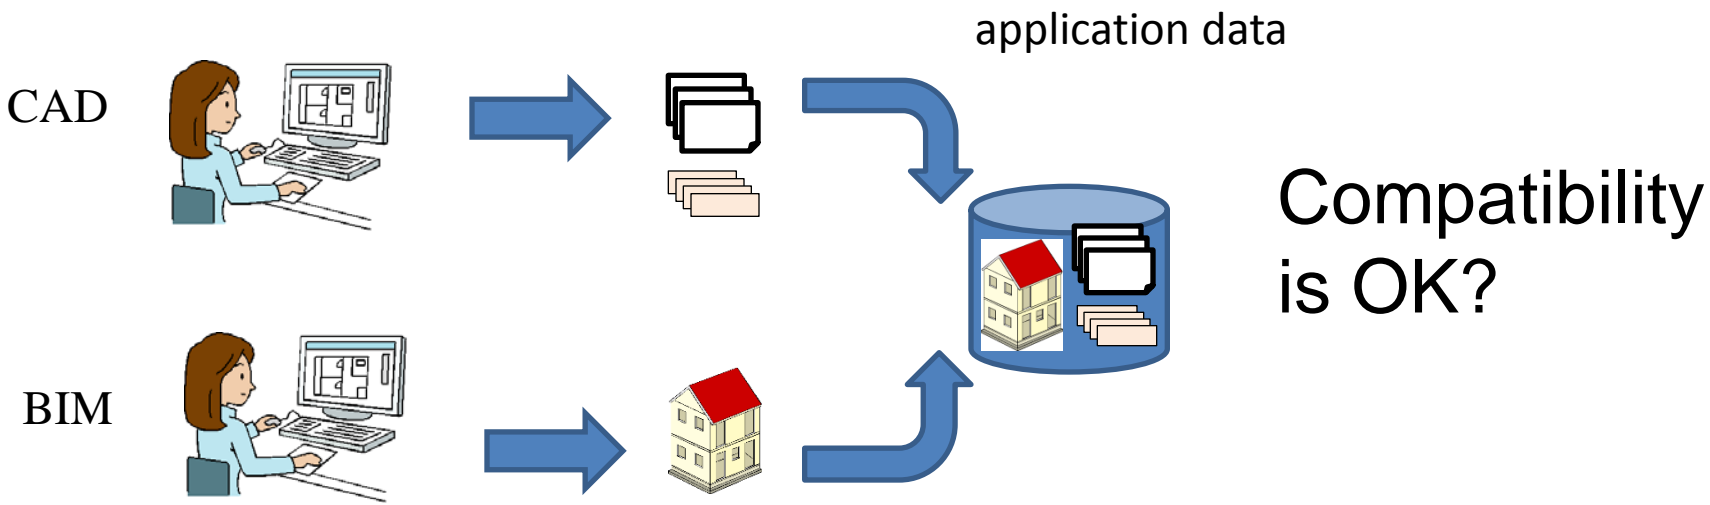 application data
CAD
Compatibility
is OK?
BIM